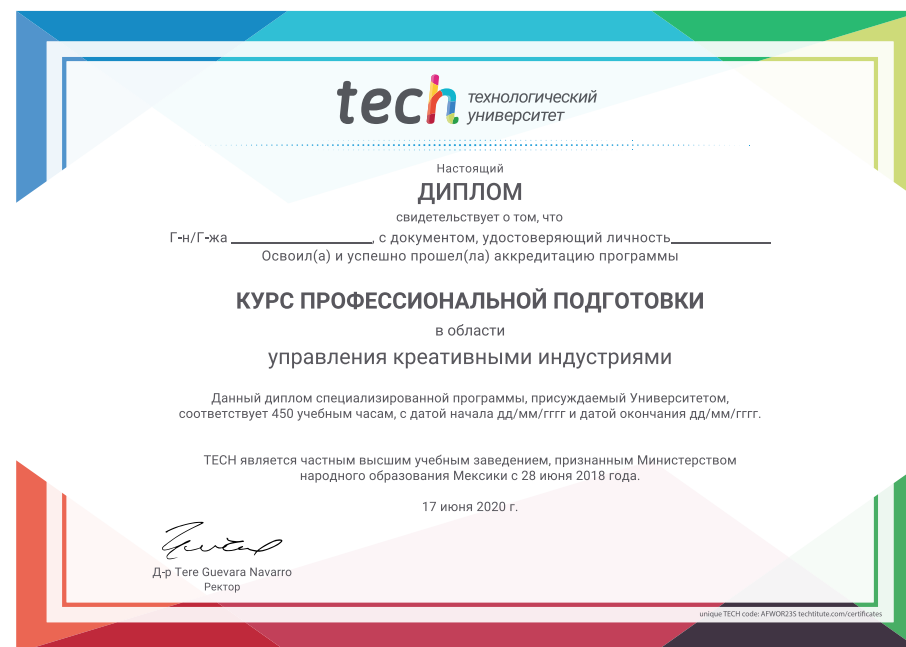 tech технологический
университет
Настоящий
ДИПЛОМ
свидетельствует о том, что
Г-н/Г-жа ____________________, с документом, удостоверяющий личность______________
Освоил(а) и успешно прошел(ла) аккредитацию программы
КУРС ПРОФЕССИОНАЛЬНОЙ ПОДГОТОВКИ
в области
управления креативными индустриями
Данный диплом специализированной программы, присуждаемый Университетом,
соответствует 450 учебным часам, с датой начала дд/мм/гггг и датой окончания дд/мм/гггг.
TECH является частным высшим учебным заведением, признанным Министерством
народного образования Мексики с 28 июня 2018 года.
17 июня 2020 г.
Д-р Tere Guevara Navarro
Ректор
unique TECH code: AFWOR23S techtitute.com/certificates